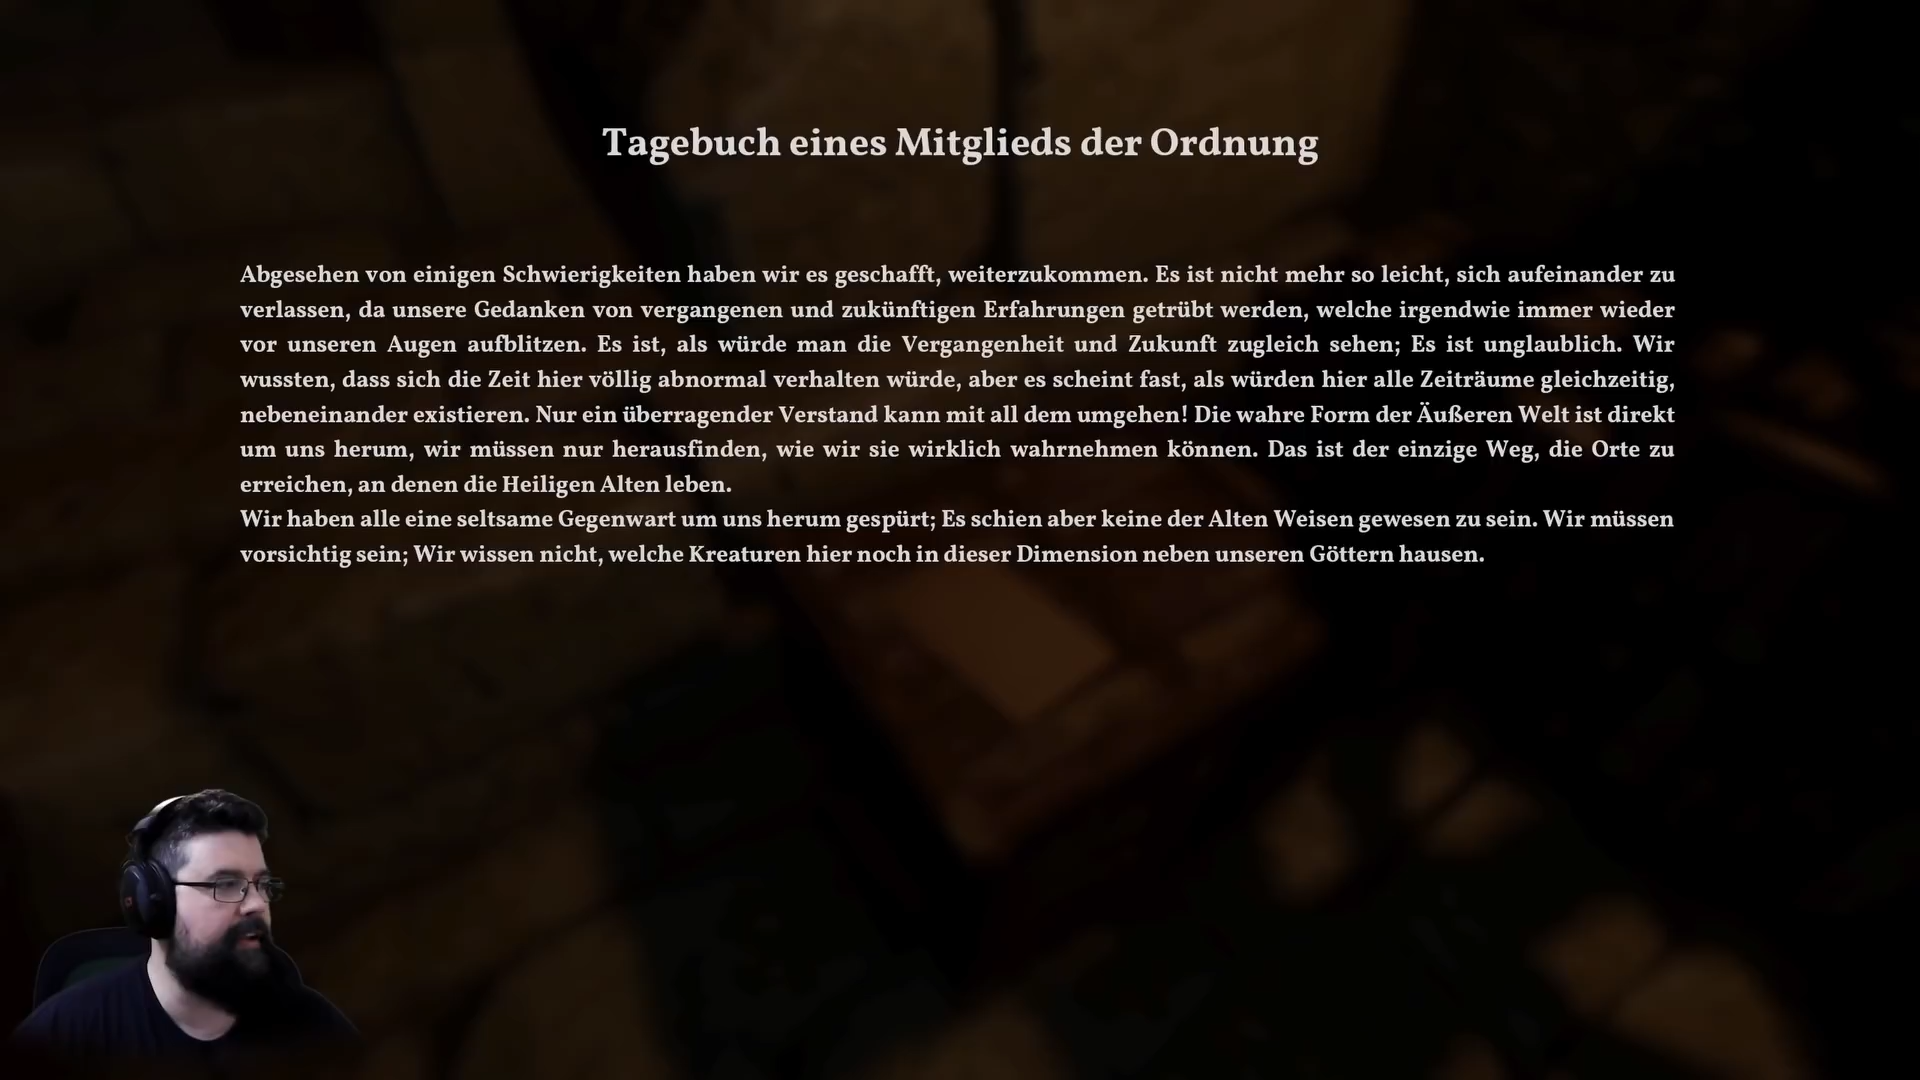 Tagebuch eines Mitglieds der Ordnung
Abgesehen von einigen Schwierigkeiten haben wir es geschafft, weiterzukommen. Es ist nicht mehr so leicht, sich aufeinander zu
verlassen, da unsere Gedanken von vergangenen und zukünftigen Erfahrungen getrübt werden, welche irgendwie immer wieder
vor unseren Augen aufblitzen. Es ist, als würde man die Vergangenheit und Zukunft zugleich sehen; Es ist unglaublich. Wir
wussten, dass sich die Zeit hier völlig abnormal verhalten würde, aber es scheint fast, als würden hier alle Zeiträume gleichzeitig,
nebeneinander existieren. Nur ein überragender Verstand kann mit all dem umgehen! Die wahre Form der Äußeren Welt ist direkt
um uns herum, wir müssen nur herausfinden, wie wir sie wirklich wahrnehmen können. Das ist der einzige Weg, die Orte zu
erreichen, an denen die Heiligen Alten leben.
Wir haben alle eine seltsame Gegenwart um uns herum gespürt; Es schien aber keine der Alten Weisen gewesen zu sein. Wir müssen
vorsichtig sein; Wir wissen nicht, welche Kreaturen hier noch in dieser Dimension neben unseren Göttern hausen.